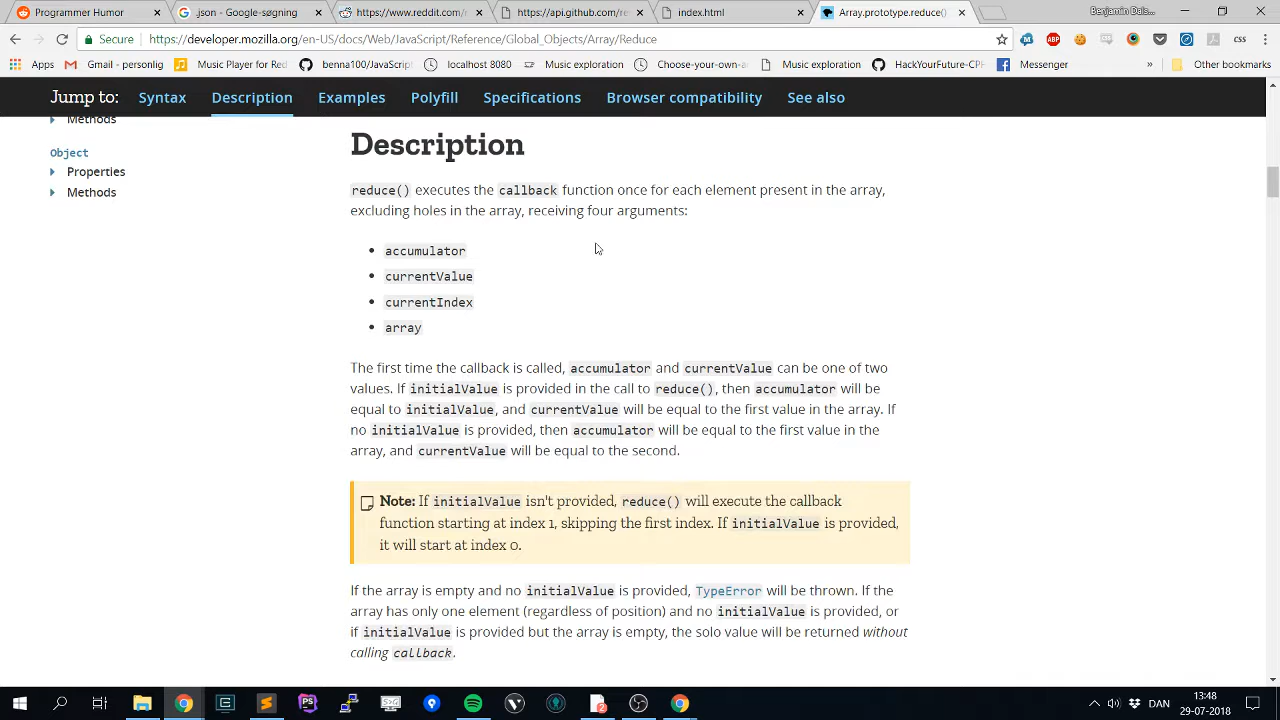 Programmer Humor
.json - Google-søgning
https://www.reddit.com/r
https://api.github.com/re
index.html
Array.prototype.reduce()
Secure
https://developer.mozilla.org/en-US/docs/Web/JavaScript/Reference/Global_Objects/Array/Reduce
ABP
css
Apps
Gmail - personlig
Music Player for Red
benna100/JavaScrip
localhost 8080
Music exploration
Choose-your-own-
Music exploration
HackYourFuture-CPH
Messenger
»
Other bookmarks
Jump to:
Syntax
Description
Examples
Polyfill
Specifications
Browser compatibility
See also
Methods
Object
Properties
Methods
Description
reduce() executes the callback function once for each element present in the array,
excluding holes in the array, receiving four arguments:
• accumulator
• currentValue
• currentIndex
• array
The first time the callback is called, accumulator and currentValue can be one of two
values. If initialValue is provided in the call to reduce(), then accumulator will be
equal to initialValue, and currentValue will be equal to the first value in the array. If
no initialValue is provided, then accumulator will be equal to the first value in the
array, and currentValue will be equal to the second.
Note: If initialValue isn't provided, reduce() will execute the callback
function starting at index 1, skipping the first index. If initialValue is provided,
it will start at index 0.
If the array is empty and no initialValue is provided, TypeError will be thrown. If the
array has only one element (regardless of position) and no initialValue is provided, or
if initialValue is provided but the array is empty, the solo value will be returned without
calling callback.
DAN
13:48
29-07-2018